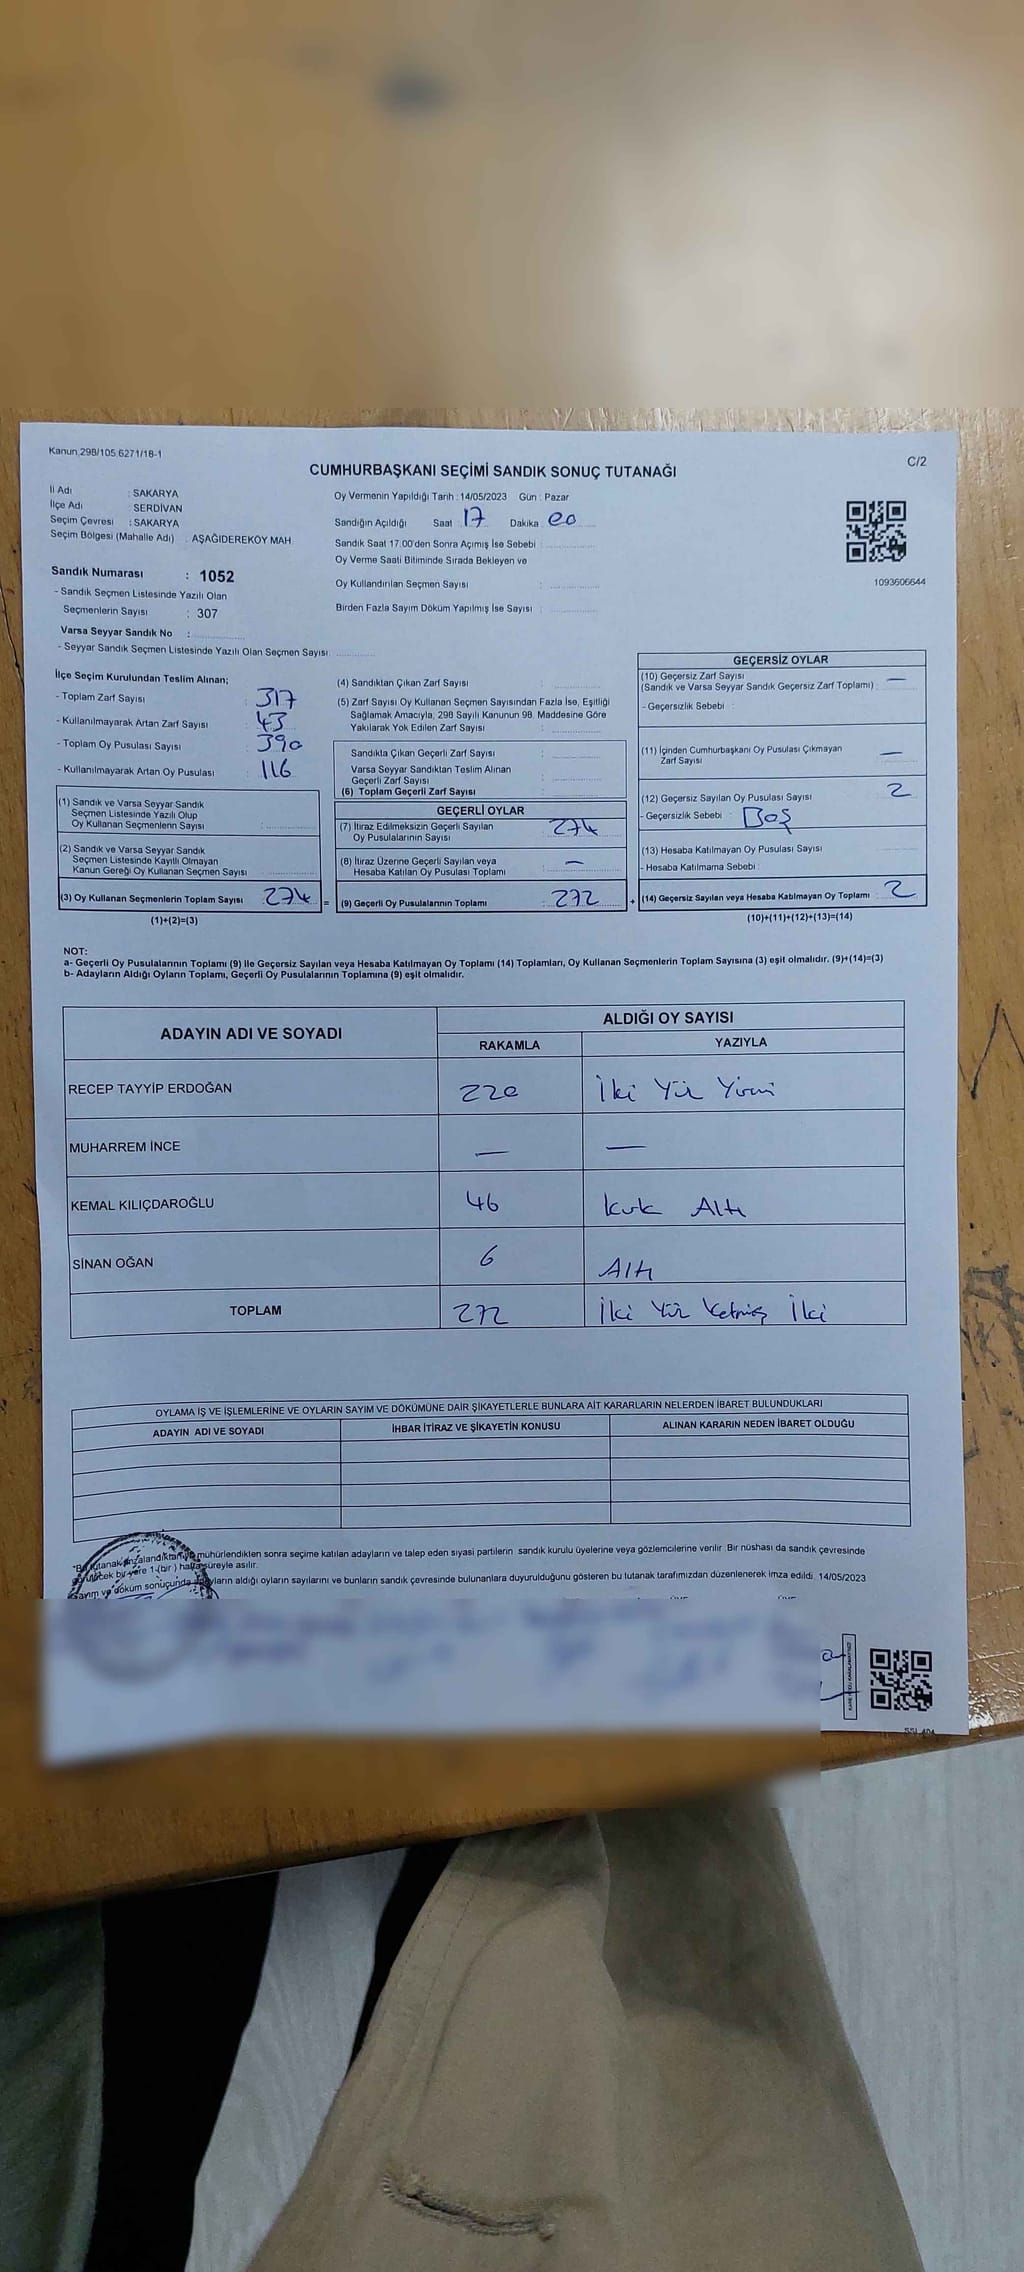 Kanun 298/105 6271/18-1
C/2
CUMHURBAŞKANI SEÇİMİ SANDIK SONUÇ TUTANAĞI
İl Adı : SAKARYA
İlçe Adı : SERDİVAN
Seçim Çevresi : SAKARYA
Seçim Bölgesi (Mahalle Adı) : AŞAĞIDEREKÖY MAH
Sandık Numarası : 1052
- Sandık Seçmen Listesinde Yazılı Olan
Seçmenlerin Sayısı : 307
Varsa Seyyar Sandık No :
- Seyyar Sandık Seçmen Listesinde Yazılı Olan Seçmen Sayısı
Oy Vermenin Yapıldığı Tarih : 14/05/2023 Gün : Pazar
Sandığın Açıldığı Saat 17 Dakika 00
Sandık Saat 17:00'den Sonra Açımış İse Sebebi :
Oy Verme Saati Bitiminde Sırada Bekleyen ve
Oy Kullandırılan Seçmen Sayısı :
Birden Fazla Sayım Döküm Yapılmış İse Sayısı :
1093606644
İlçe Seçim Kurulundan Teslim Alınan;
- Toplam Zarf Sayısı : 317
- Kullanılmayarak Artan Zarf Sayısı : 43
- Toplam Oy Pusulası Sayısı : 390
- Kullanılmayarak Artan Oy Pusulası : 116
(1) Sandık ve Varsa Seyyar Sandık
Seçmen Listesinde Yazılı Olup
Oy Kullanan Seçmenlerin Sayısı :
(2) Sandık ve Varsa Seyyar Sandık
Seçmen Listesinde Kayıtlı Olmayan
Kanun Gereği Oy Kullanan Seçmen Sayısı :
(3) Oy Kullanan Seçmenlerin Toplam Sayısı : 274 =
(1)+(2)=(3)
(4) Sandıktan Çıkan Zarf Sayısı :
(5) Zarf Sayısı Oy Kullanan Seçmen Sayısından Fazla İse, Eşitliği
Sağlamak Amacıyla, 298 Sayılı Kanunun 98. Maddesine Göre
Yakılarak Yok Edilen Zarf Sayısı :
Sandıkla Çıkan Geçerli Zarf Sayısı :
Varsa Seyyar Sandıktan Teslim Alınan
Geçerli Zarf Sayısı :
(6) Toplam Geçerli Zarf Sayısı :
GEÇERLİ OYLAR
(7) İtiraz Edilmeksizin Geçerli Sayılan
Oy Pusulalarının Sayısı : 274
(8) İtiraz Üzerine Geçerli Sayılan veya
Hesaba Katılan Oy Pusulası Toplamı : —
(9) Geçerli Oy Pusulalarının Toplamı : 272 +
GEÇERSİZ OYLAR
(10) Geçersiz Zarf Sayısı —
(Sandık ve Varsa Seyyar Sandık Geçersiz Zarf Toplamı) :
- Geçersizlik Sebebi :
(11) İçinden Cumhurbaşkanı Oy Pusulası Çıkmayan
Zarf Sayısı —
(12) Geçersiz Sayılan Oy Pusulası Sayısı 2
- Geçersizlik Sebebi : Boş
(13) Hesaba Katılmayan Oy Pusulası Sayısı
- Hesaba Katılmama Sebebi :
(14) Geçersiz Sayılan veya Hesaba Katılmayan Oy Toplamı : 2
(10)+(11)+(12)+(13)=(14)
NOT:
a- Geçerli Oy Pusulalarının Toplamı (9) ile Geçersiz Sayılan veya Hesaba Katılmayan Oy Toplamı (14) Toplamları, Oy Kullanan Seçmenlerin Toplam Sayısına (3) eşit olmalıdır. (9)+(14)=(3)
b- Adayların Aldığı Oyların Toplamı, Geçerli Oy Pusulalarının Toplamına (9) eşit olmalıdır.
ADAYIN ADI VE SOYADI ALDIĞI OY SAYISI
RAKAMLA YAZIYLA
RECEP TAYYİP ERDOĞAN 220 İki Yüz Yirmi
MUHARREM İNCE — —
KEMAL KILIÇDAROĞLU 46 Kırk Altı
SİNAN OĞAN 6 Altı
TOPLAM 272 İki Yüz Yetmiş İki
OYLAMA İŞ VE İŞLEMLERİNE VE OYLARIN SAYIM VE DÖKÜMÜNE DAİR ŞİKAYETLERLE BUNLARA AİT KARARLARIN NELERDEN İBARET BULUNDUKLARI
ADAYIN ADI VE SOYADI İHBAR İTİRAZ VE ŞİKAYETİN KONUSU ALINAN KARARIN NEDEN İBARET OLDUĞU
mühürlendikten sonra seçime katılan adayların ve talep eden siyasi partilerin sandık kurulu üyelerine veya gözlemcilerine verilir. Bir nüshası da sandık çevresinde
bir yere 1 (bir) hafta süreyle asılır.
Sayım ve döküm sonucunda adayların aldığı oyların sayılarını ve bunların sandık çevresinde bulunanlara duyurulduğunu gösteren bu tutanak tarafımızdan düzenlenerek imza edildi. 14/05/2023